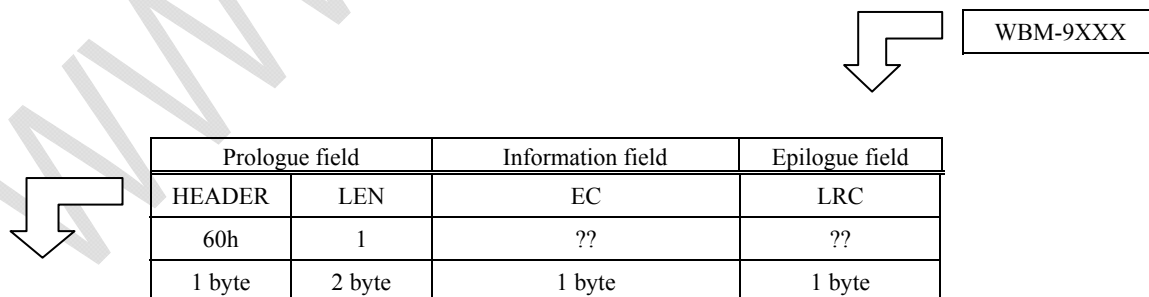 WBM-9XXX
Prologue field Information field Epilogue field
HEADER LEN EC LRC
60h 1 ?? ??
1 byte 2 byte 1 byte 1 byte